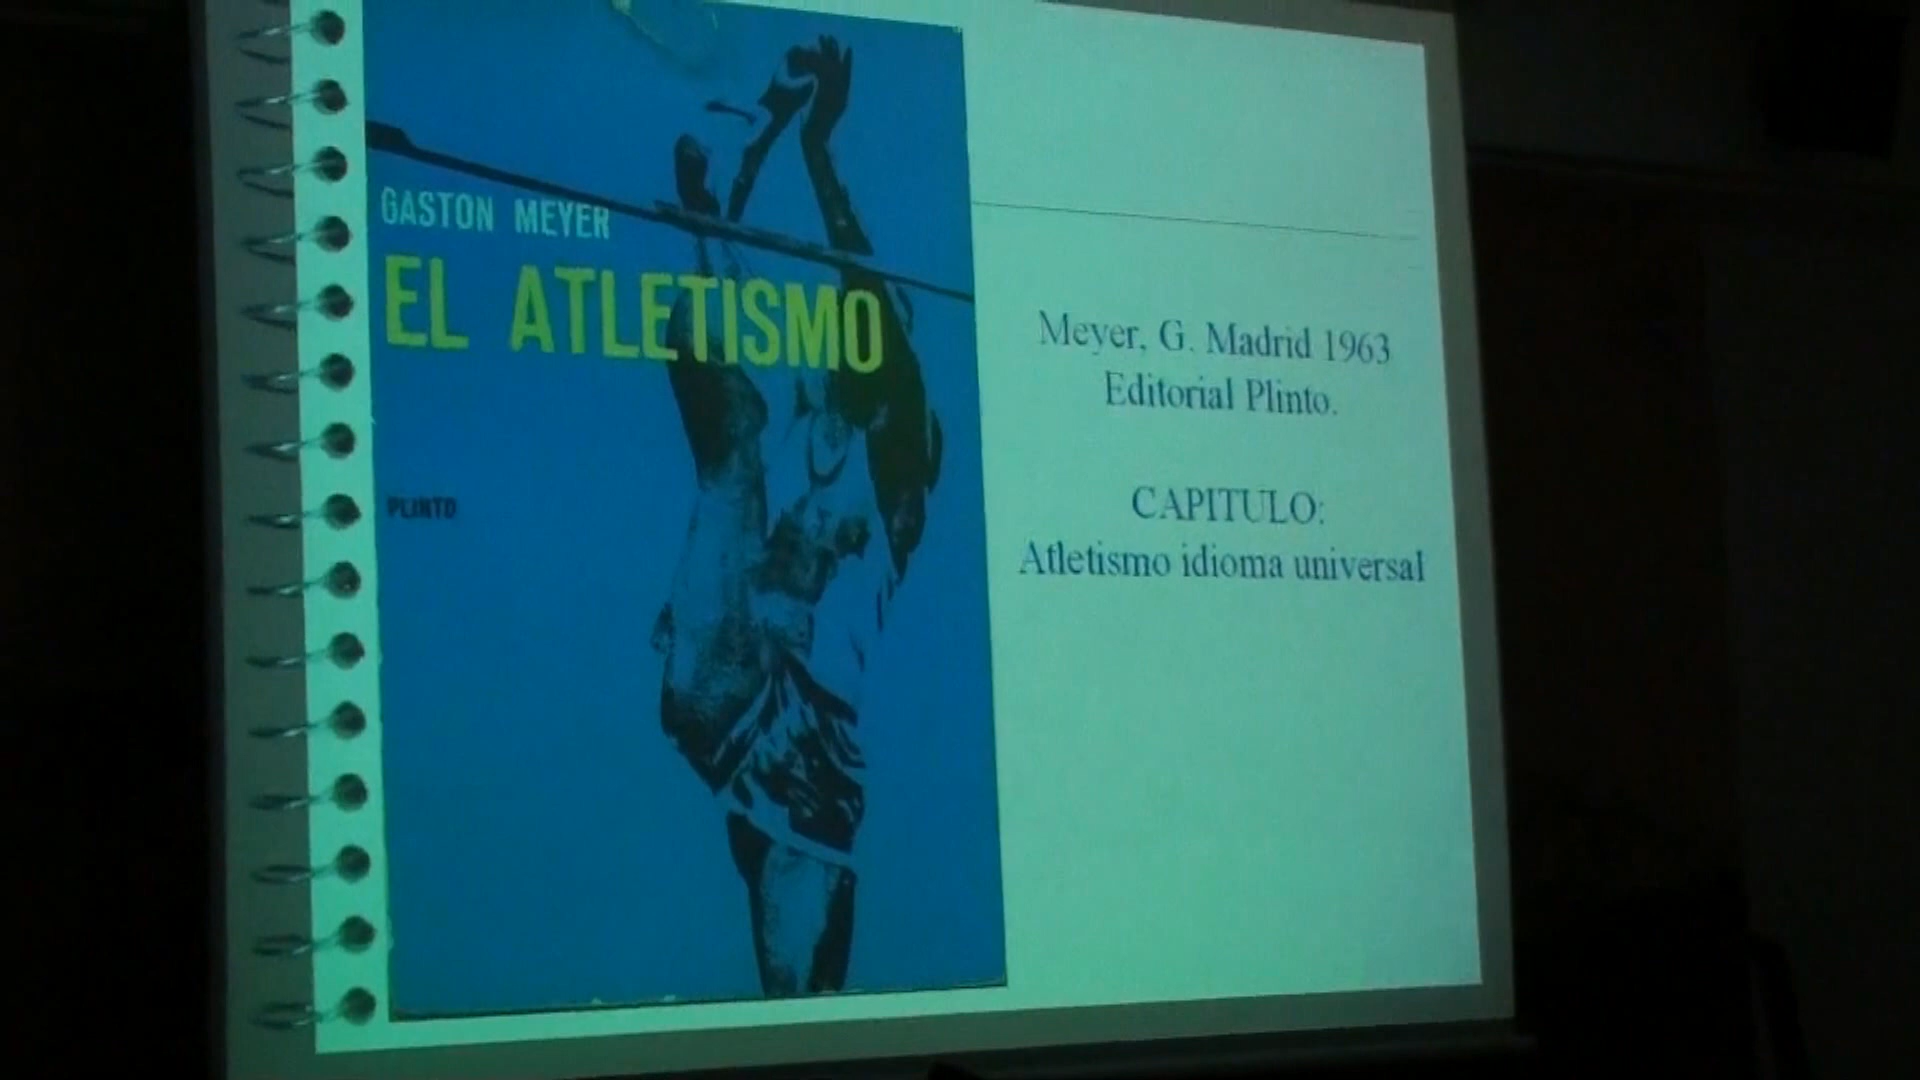 GASTON MEYER
EL ATLETISMO
PLINTO
Meyer, G. Madrid 1963
Editorial Plinto.
CAPITULO:
Atletismo idioma universal